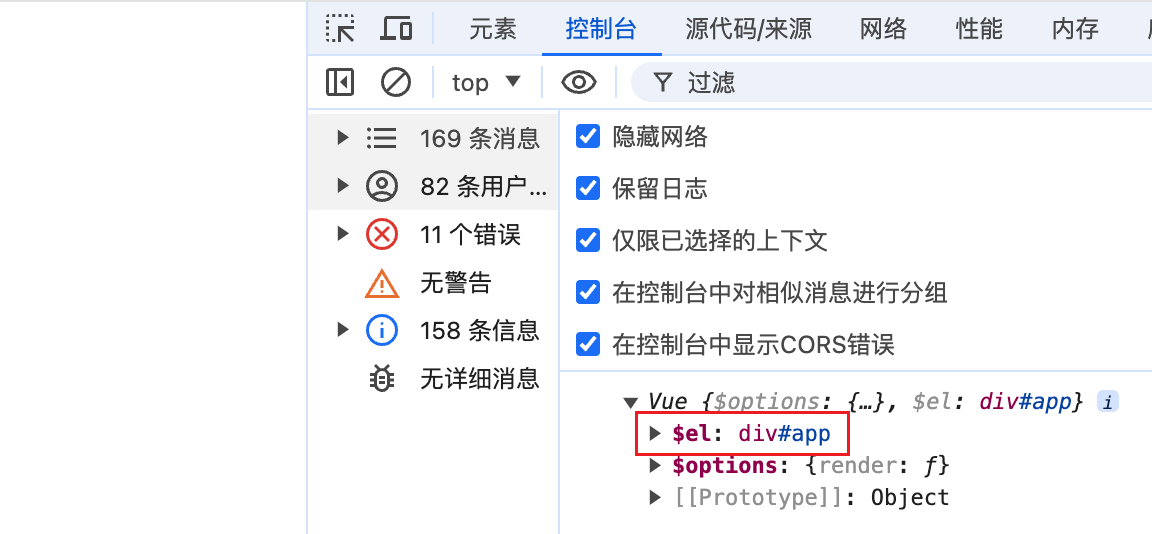 元素 控制台 源代码/来源 网络 性能 内存
top 过滤
169 条消息
82 条用户...
11 个错误
无警告
158 条信息
无详细消息
隐藏网络
保留日志
仅限已选择的上下文
在控制台中对相似消息进行分组
在控制台中显示CORS错误
Vue {$options: {…}, $el: div#app} i
$el: div#app
$options: {render: ƒ}
[[Prototype]]: Object